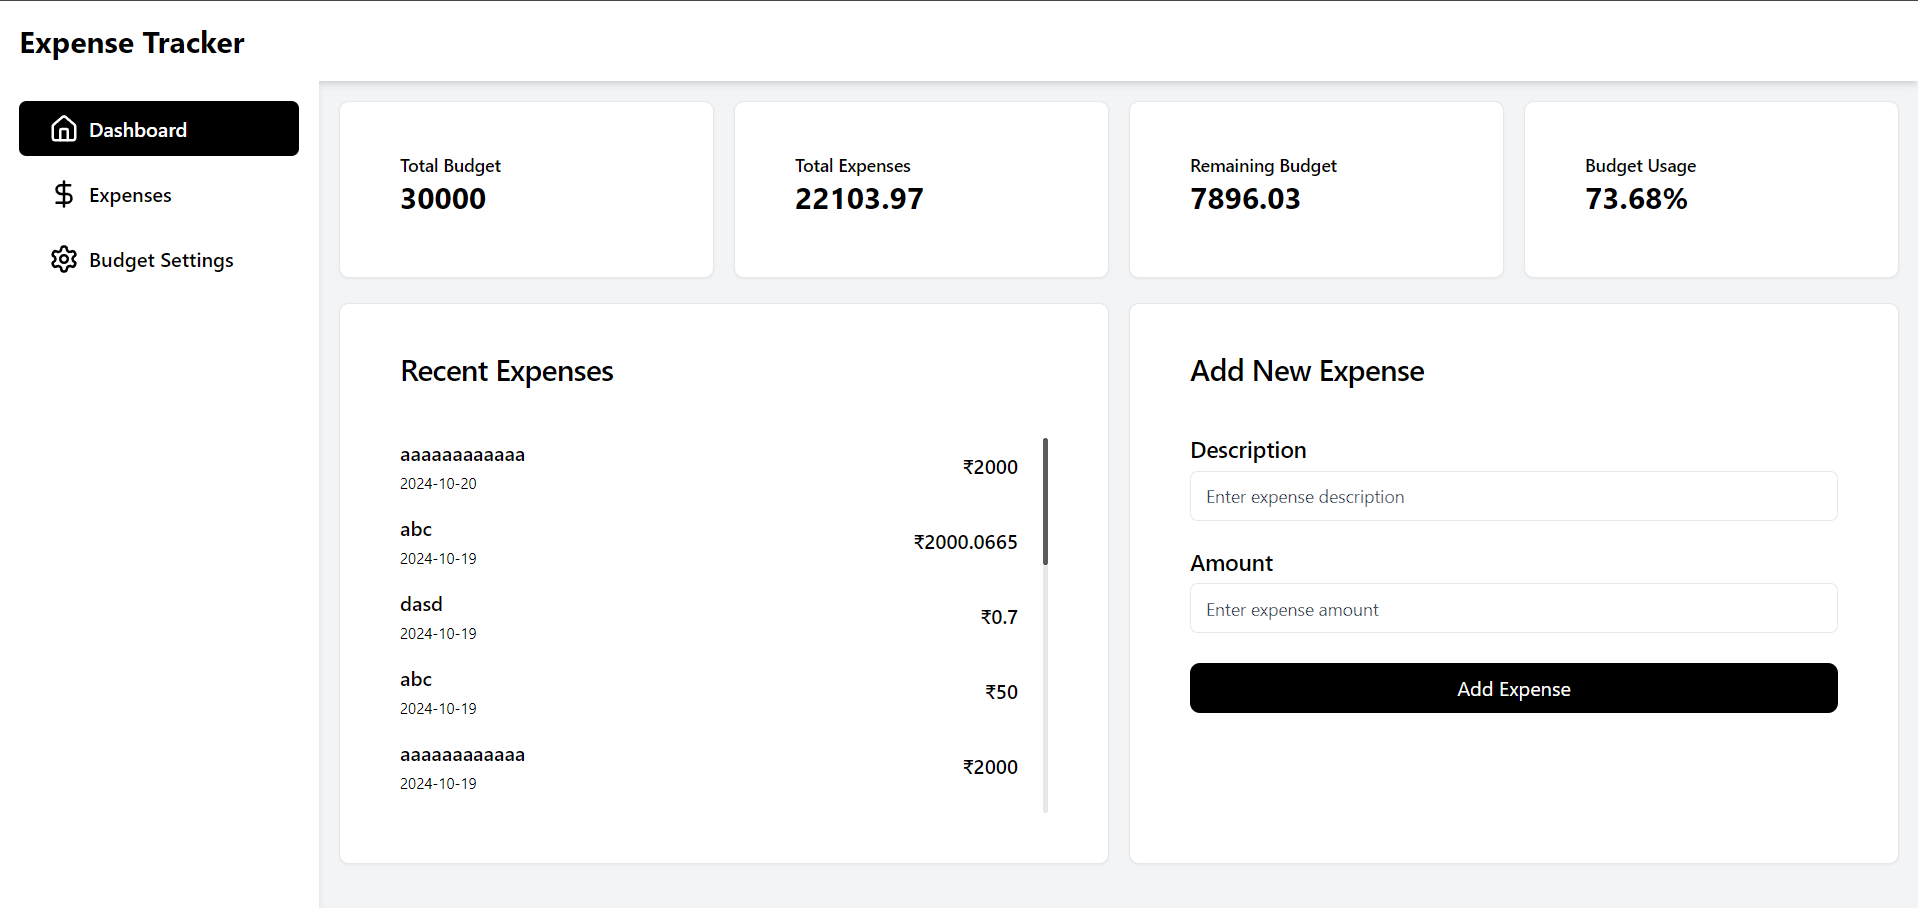 Expense Tracker
Dashboard
Expenses
Budget Settings
Total Budget
30000
Total Expenses
22103.97
Remaining Budget
7896.03
Budget Usage
73.68%
Recent Expenses
aaaaaaaaaaaa
2024-10-20
₹2000
abc
2024-10-19
₹2000.0665
dasd
2024-10-19
₹0.7
abc
2024-10-19
₹50
aaaaaaaaaaaa
2024-10-19
₹2000
Add New Expense
Description
Enter expense description
Amount
Enter expense amount
Add Expense